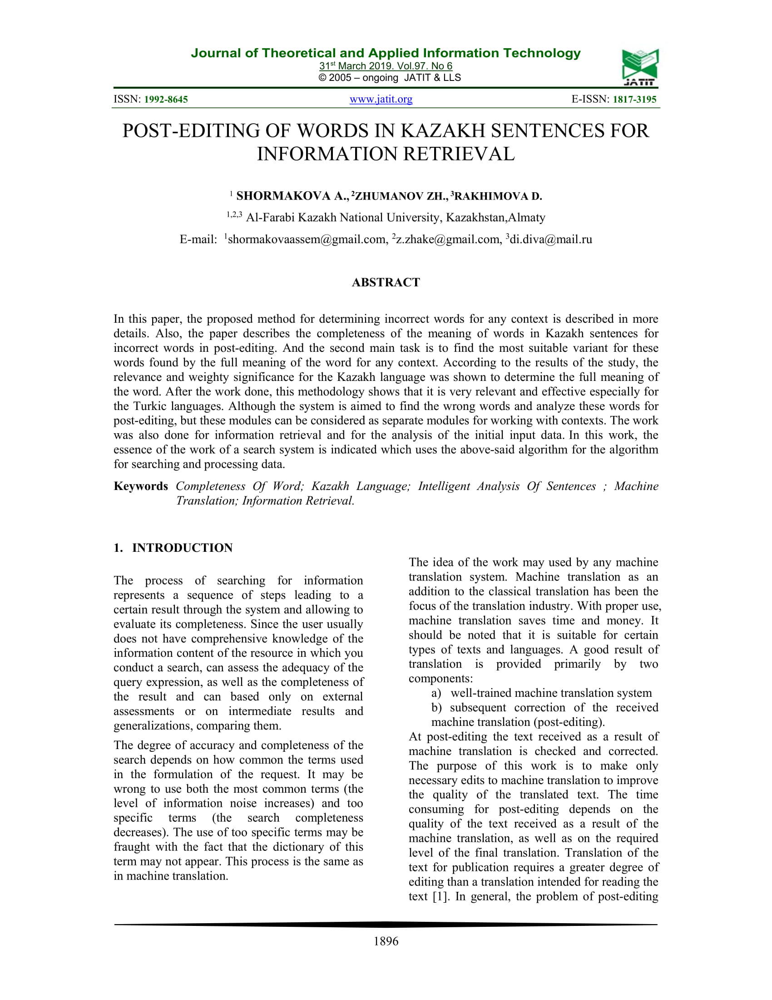 Journal of Theoretical and Applied Information Technology
31st March 2019. Vol.97. No 6
© 2005 – ongoing JATIT & LLS
JATIT
ISSN: 1992-8645 www.jatit.org E-ISSN: 1817-3195
POST-EDITING OF WORDS IN KAZAKH SENTENCES FOR
INFORMATION RETRIEVAL
1 SHORMAKOVA A., 2ZHUMANOV ZH., 3RAKHIMOVA D.
1,2,3 Al-Farabi Kazakh National University, Kazakhstan,Almaty
E-mail: 1shormakovaassem@gmail.com, 2z.zhake@gmail.com, 3di.diva@mail.ru
ABSTRACT
In this paper, the proposed method for determining incorrect words for any context is described in more
details. Also, the paper describes the completeness of the meaning of words in Kazakh sentences for
incorrect words in post-editing. And the second main task is to find the most suitable variant for these
words found by the full meaning of the word for any context. According to the results of the study, the
relevance and weighty significance for the Kazakh language was shown to determine the full meaning of
the word. After the work done, this methodology shows that it is very relevant and effective especially for
the Turkic languages. Although the system is aimed to find the wrong words and analyze these words for
post-editing, but these modules can be considered as separate modules for working with contexts. The work
was also done for information retrieval and for the analysis of the initial input data. In this work, the
essence of the work of a search system is indicated which uses the above-said algorithm for the algorithm
for searching and processing data.
Keywords Completeness Of Word; Kazakh Language; Intelligent Analysis Of Sentences ; Machine
Translation; Information Retrieval.
1. INTRODUCTION
The process of searching for information
represents a sequence of steps leading to a
certain result through the system and allowing to
evaluate its completeness. Since the user usually
does not have comprehensive knowledge of the
information content of the resource in which you
conduct a search, can assess the adequacy of the
query expression, as well as the completeness of
the result and can based only on external
assessments or on intermediate results and
generalizations, comparing them.
The degree of accuracy and completeness of the
search depends on how common the terms used
in the formulation of the request. It may be
wrong to use both the most common terms (the
level of information noise increases) and too
specific terms (the search completeness
decreases). The use of too specific terms may be
fraught with the fact that the dictionary of this
term may not appear. This process is the same as
in machine translation.
The idea of the work may used by any machine
translation system. Machine translation as an
addition to the classical translation has been the
focus of the translation industry. With proper use,
machine translation saves time and money. It
should be noted that it is suitable for certain
types of texts and languages. A good result of
translation is provided primarily by two
components:
a) well-trained machine translation system
b) subsequent correction of the received
machine translation (post-editing).
At post-editing the text received as a result of
machine translation is checked and corrected.
The purpose of this work is to make only
necessary edits to machine translation to improve
the quality of the translated text. The time
consuming for post-editing depends on the
quality of the text received as a result of the
machine translation, as well as on the required
level of the final translation. Translation of the
text for publication requires a greater degree of
editing than a translation intended for reading the
text [1]. In general, the problem of post-editing
1896